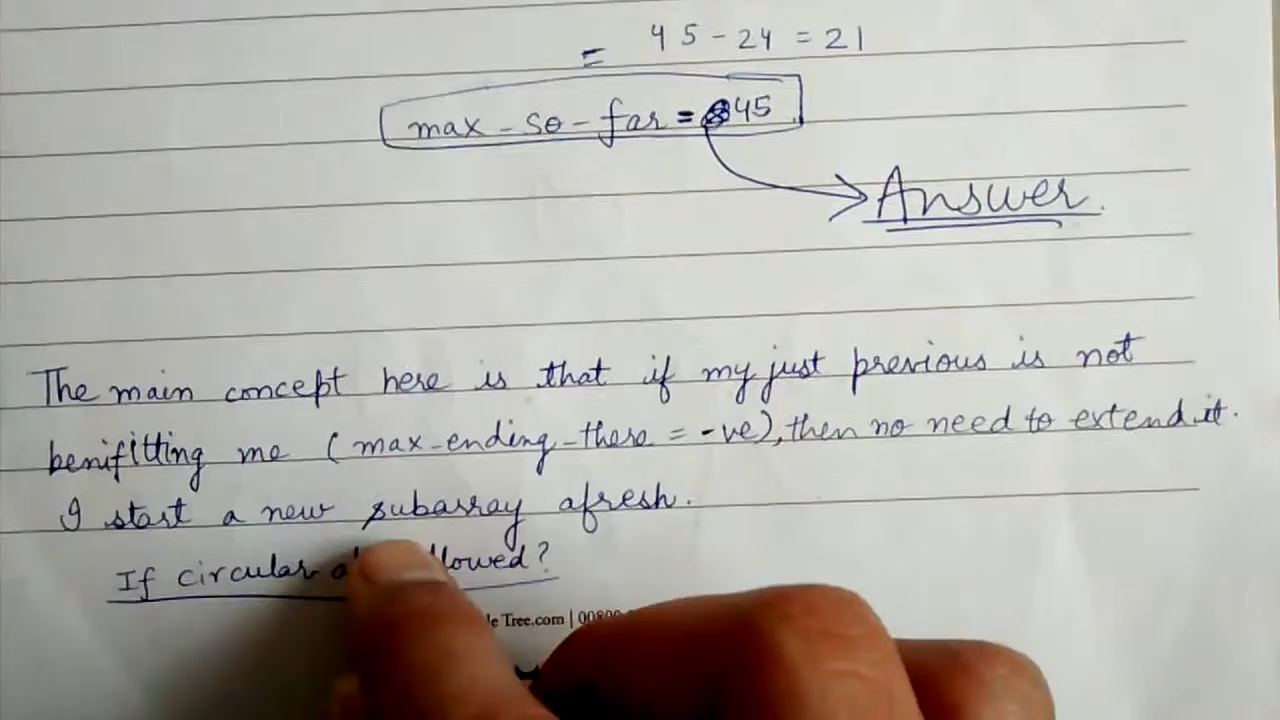 = 45-24 = 21
max-so-far = 45
Answer.
The main concept here is that if my just previous is not
benifitting me (max-ending-there = -ve), then no need to extend it.
I start a new subarray afresh.
If circular allowed?
Tree.com |